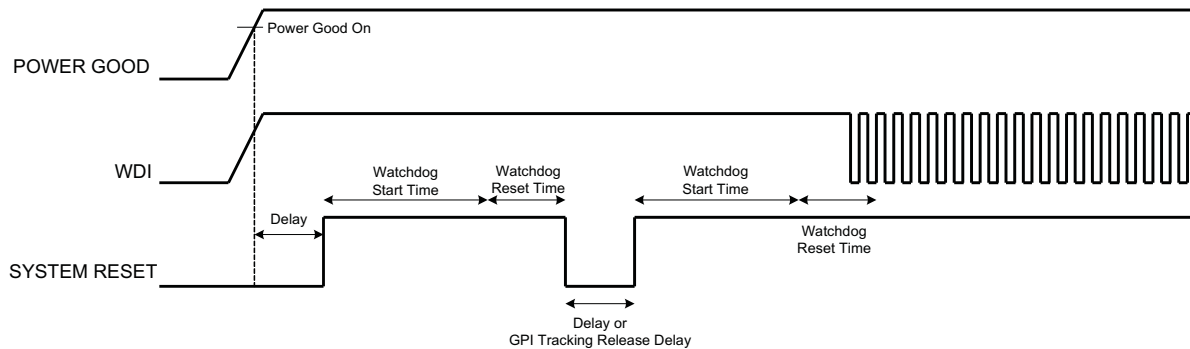 Power Good On
POWER GOOD
WDI
Watchdog
Start Time
Watchdog
Reset Time
Watchdog
Start Time
Delay
Watchdog
Reset Time
SYSTEM RESET
Delay or
GPI Tracking Release Delay